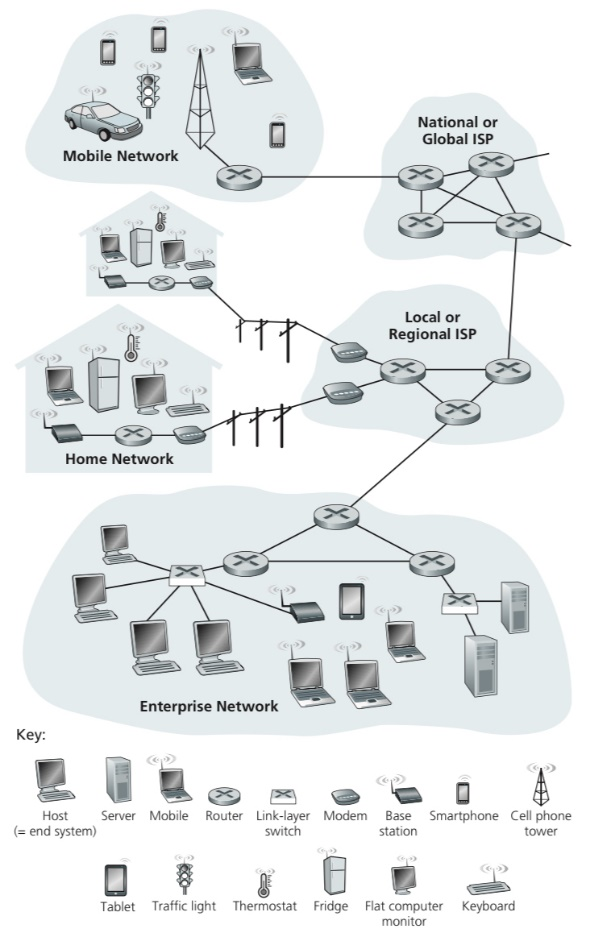 Mobile Network
National or
Global ISP
Local or
Regional ISP
Home Network
Enterprise Network
Key:
Host
(= end system)
Server
Mobile
Router
Link-layer
switch
Modem
Base
station
Smartphone
Cell phone
tower
Tablet
Traffic light
Thermostat
Fridge
Flat computer
monitor
Keyboard